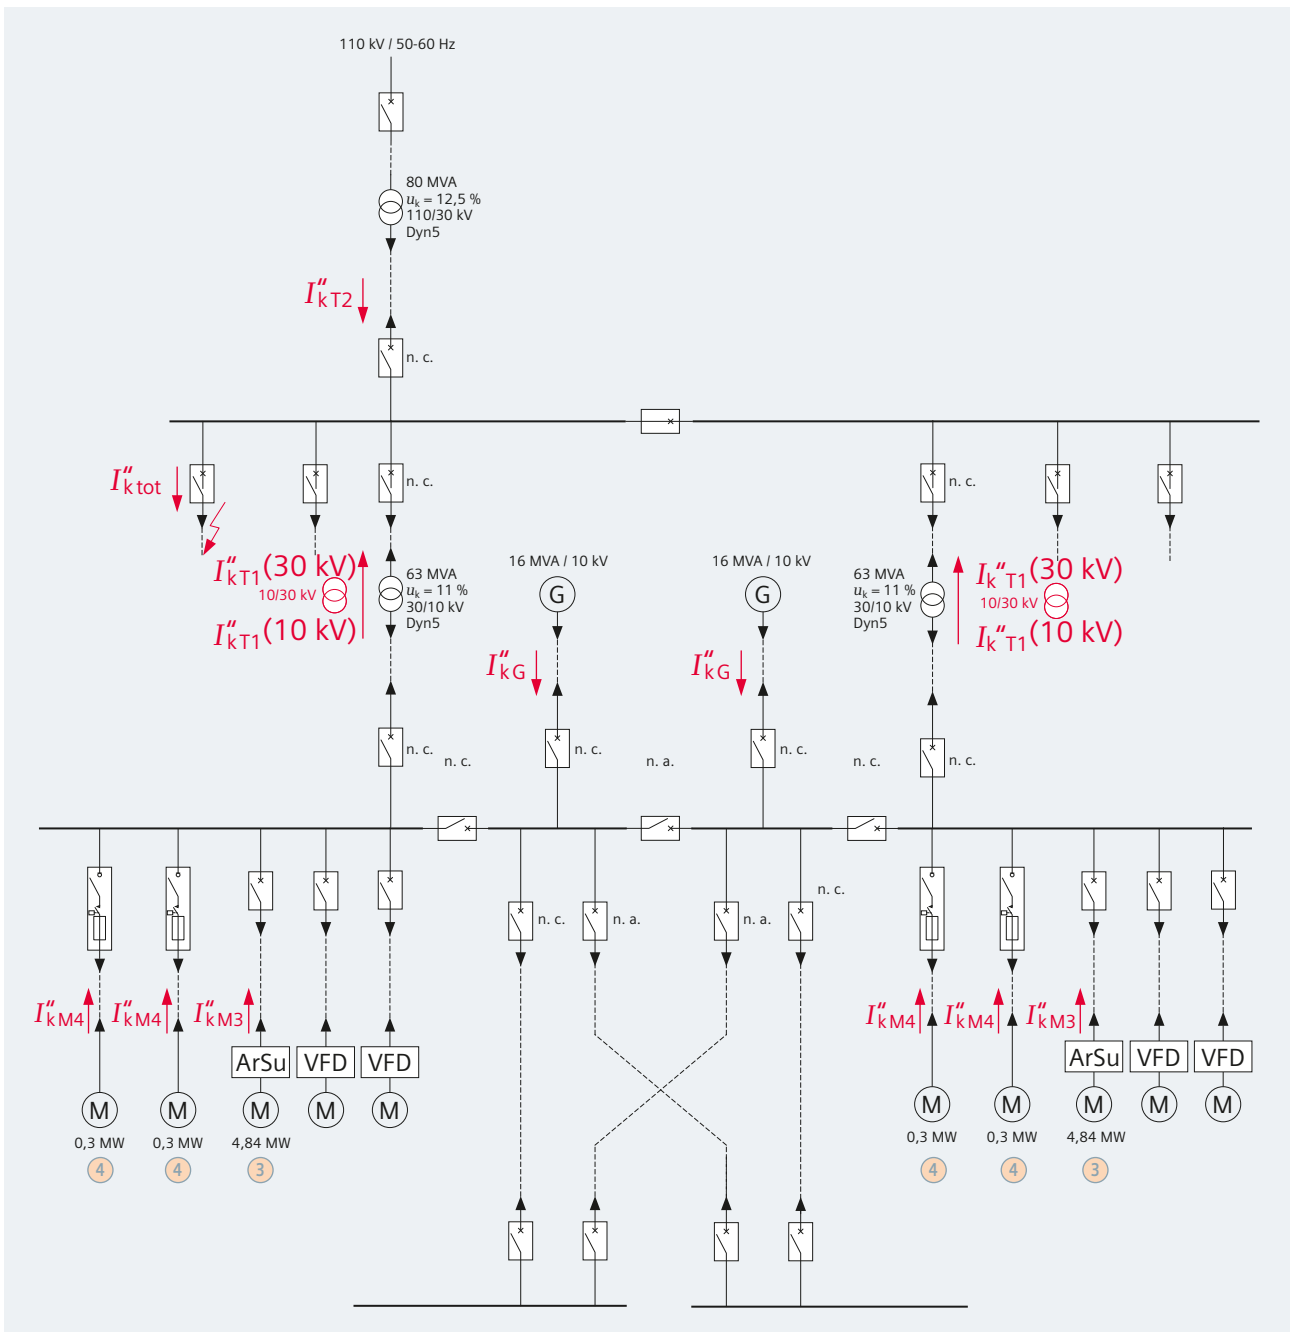 110 kV / 50-60 Hz
80 MVA
uk = 12,5 %
110/30 kV
Dyn5
I″kT2
n. c.
I″k tot
n. c.
n. c.
I″kT1(30 kV)
10/30 kV
I″kT1(10 kV)
63 MVA
uk = 11 %
30/10 kV
Dyn5
16 MVA / 10 kV
G
I″kG
16 MVA / 10 kV
G
I″kG
63 MVA
uk = 11 %
30/10 kV
Dyn5
Ik″T1(30 kV)
10/30 kV
Ik″T1(10 kV)
n. c.
n. c.
n. c.
n. a.
n. c.
n. c.
n. c.
n. c.
n. a.
n. a.
n. c.
I″kM4
I″kM4
I″kM3
I″kM4
I″kM4
I″kM3
ArSu
VFD
VFD
ArSu
VFD
VFD
M
M
M
M
M
M
M
M
M
M
0,3 MW
0,3 MW
4,84 MW
0,3 MW
0,3 MW
4,84 MW
4
4
3
4
4
3